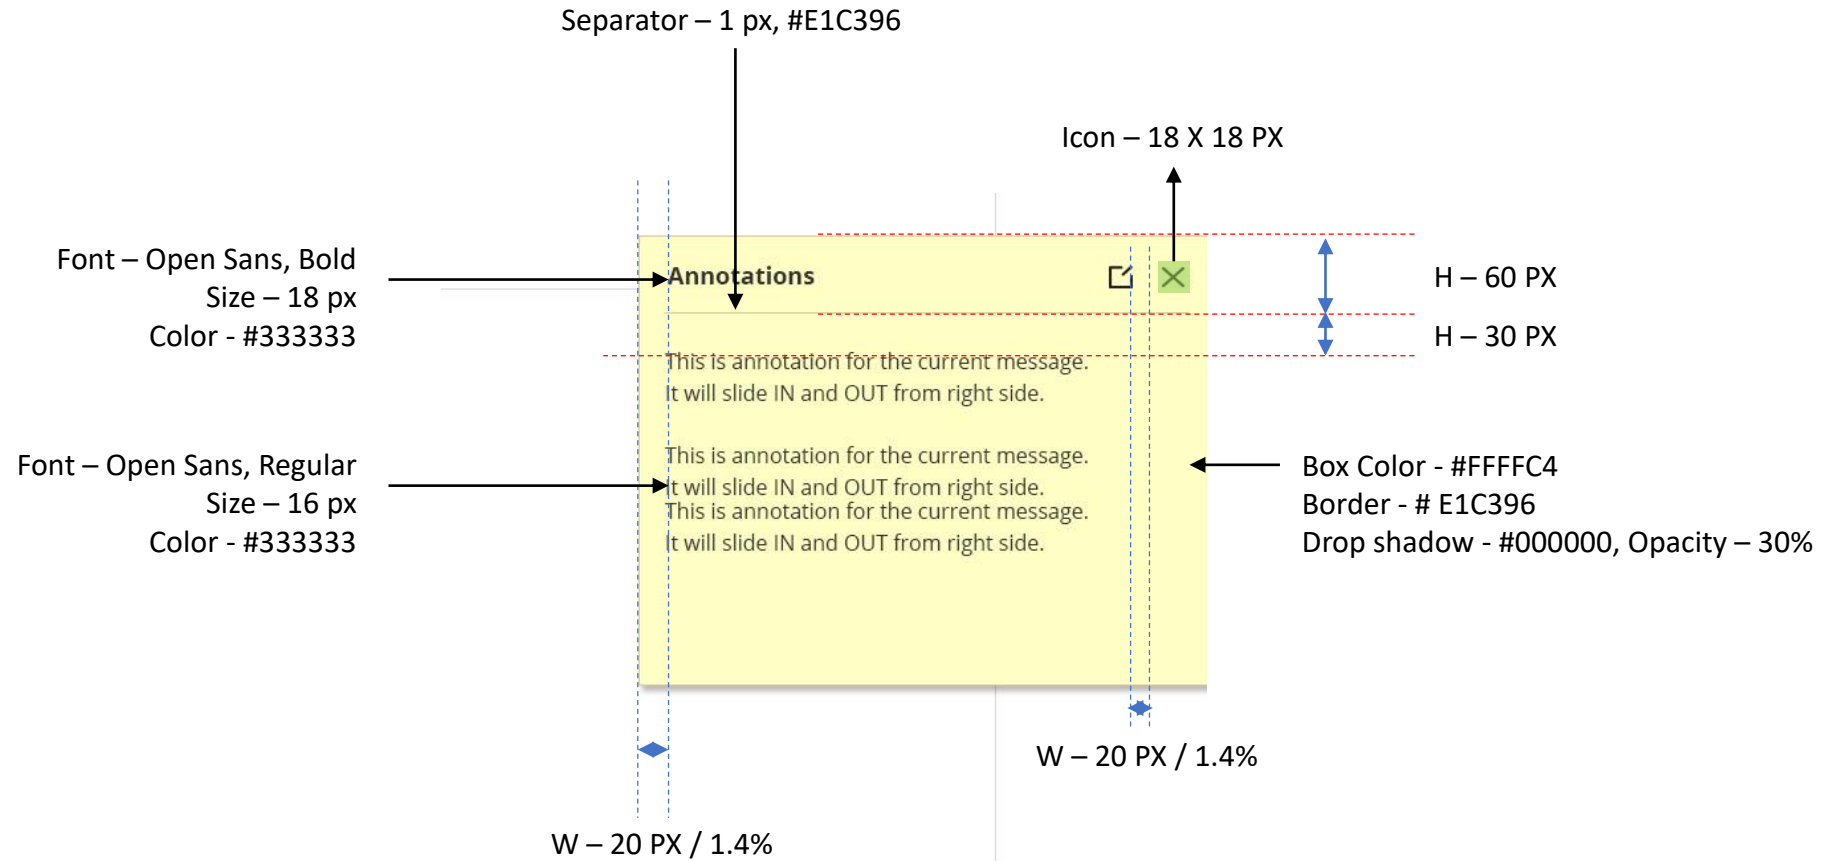 Separator – 1 px, #E1C396
Icon – 18 X 18 PX
Font – Open Sans, Bold
Size – 18 px
Color - #333333
Annotations
H – 60 PX
H – 30 PX
This is annotation for the current message.
It will slide IN and OUT from right side.
This is annotation for the current message.
It will slide IN and OUT from right side.
This is annotation for the current message.
It will slide IN and OUT from right side.
Font – Open Sans, Regular
Size – 16 px
Color - #333333
Box Color - #FFFFC4
Border - # E1C396
Drop shadow - #000000, Opacity – 30%
W – 20 PX / 1.4%
W – 20 PX / 1.4%